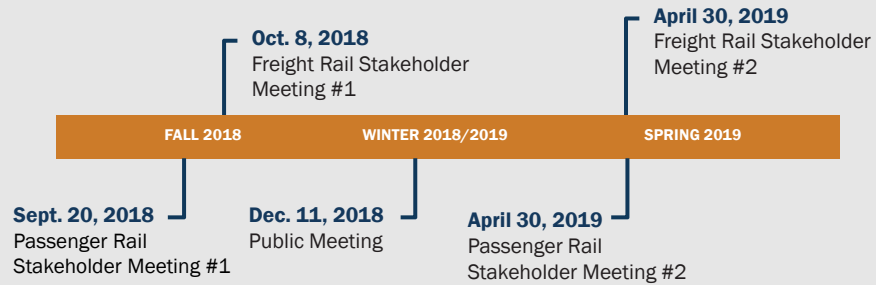 Oct. 8, 2018
Freight Rail Stakeholder
Meeting #1
April 30, 2019
Freight Rail Stakeholder
Meeting #2
FALL 2018
WINTER 2018/2019
SPRING 2019
Sept. 20, 2018
Passenger Rail
Stakeholder Meeting #1
Dec. 11, 2018
Public Meeting
April 30, 2019
Passenger Rail
Stakeholder Meeting #2